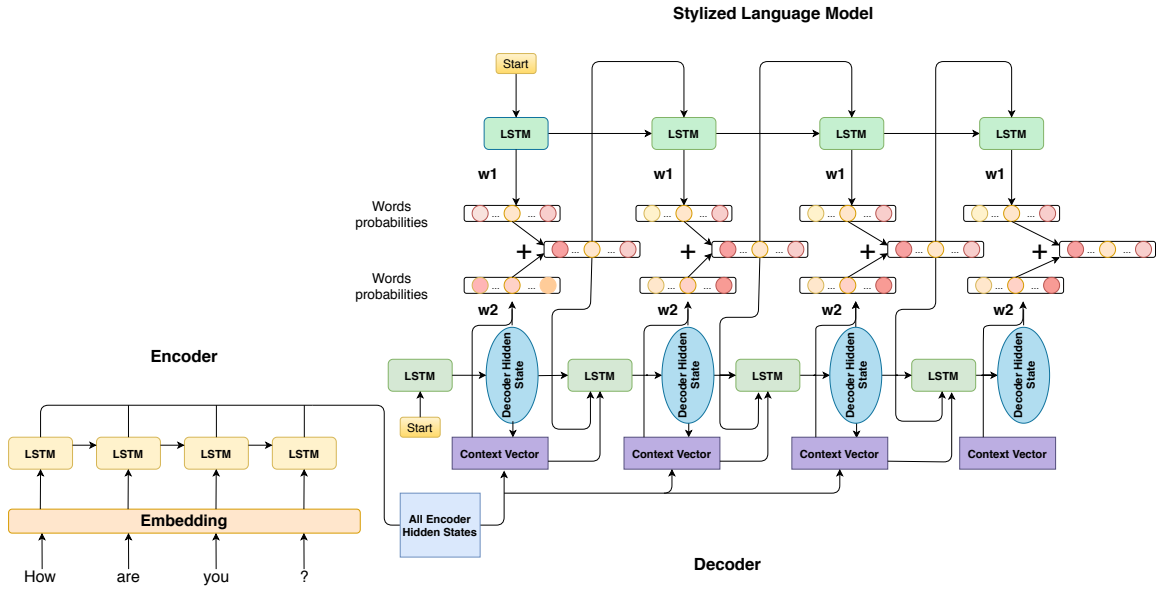 Stylized Language Model
Start
LSTM
LSTM
LSTM
LSTM
w1
w1
w1
w1
Words
probabilities
... ...
... ...
... ...
... ...
+
... ...
+
... ...
+
... ...
+
... ...
Words
probabilities
... ...
... ...
... ...
... ...
w2
w2
w2
w2
Encoder
LSTM
Decoder Hidden
State
LSTM
Decoder Hidden
State
LSTM
Decoder Hidden
State
LSTM
Decoder Hidden
State
Start
LSTM
LSTM
LSTM
LSTM
Context Vector
Context Vector
Context Vector
Context Vector
Embedding
All Encoder
Hidden States
Decoder
How
are
you
?